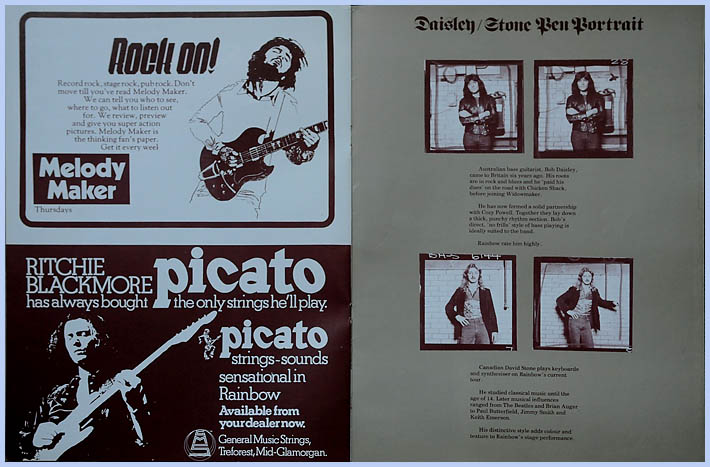 Rock on!
Record rock, stage rock, pub rock. Don't
move till you've read Melody Maker.
We can tell you who to see,
where to go, what to listen out
for. We review, preview
and give you super action
pictures. Melody Maker is
the thinking fan's paper.
Get it every week
Melody
Maker
Thursdays
RITCHIE
BLACKMORE picato
has always bought the only strings he'll play.
picato
strings-sounds
sensational in
Rainbow
Available from
your dealer now.
General Music Strings,
Treforest, Mid-Glamorgan.
Daisley/Stone Pen Portrait
Australian bass guitarist, Bob Daisley,
came to Britain six years ago. His roots
are in rock and blues and he 'paid his
dues' on the road with Chicken Shack,
before joining Widowmaker.
He has now formed a solid partnership
with Cozy Powell. Together they lay down
a thick, punchy rhythm section. Bob's
direct, 'no frills' style of bass playing is
ideally suited to the band.
Rainbow rate him highly.
Canadian David Stone plays keyboards
and synthesiser on Rainbow's current
tour.
He studied classical music until the
age of 14. Later musical influences
ranged from The Beatles and Brian Auger
to Paul Butterfield, Jimmy Smith and
Keith Emerson.
His distinctive style adds colour and
texture to Rainbow's stage performance.